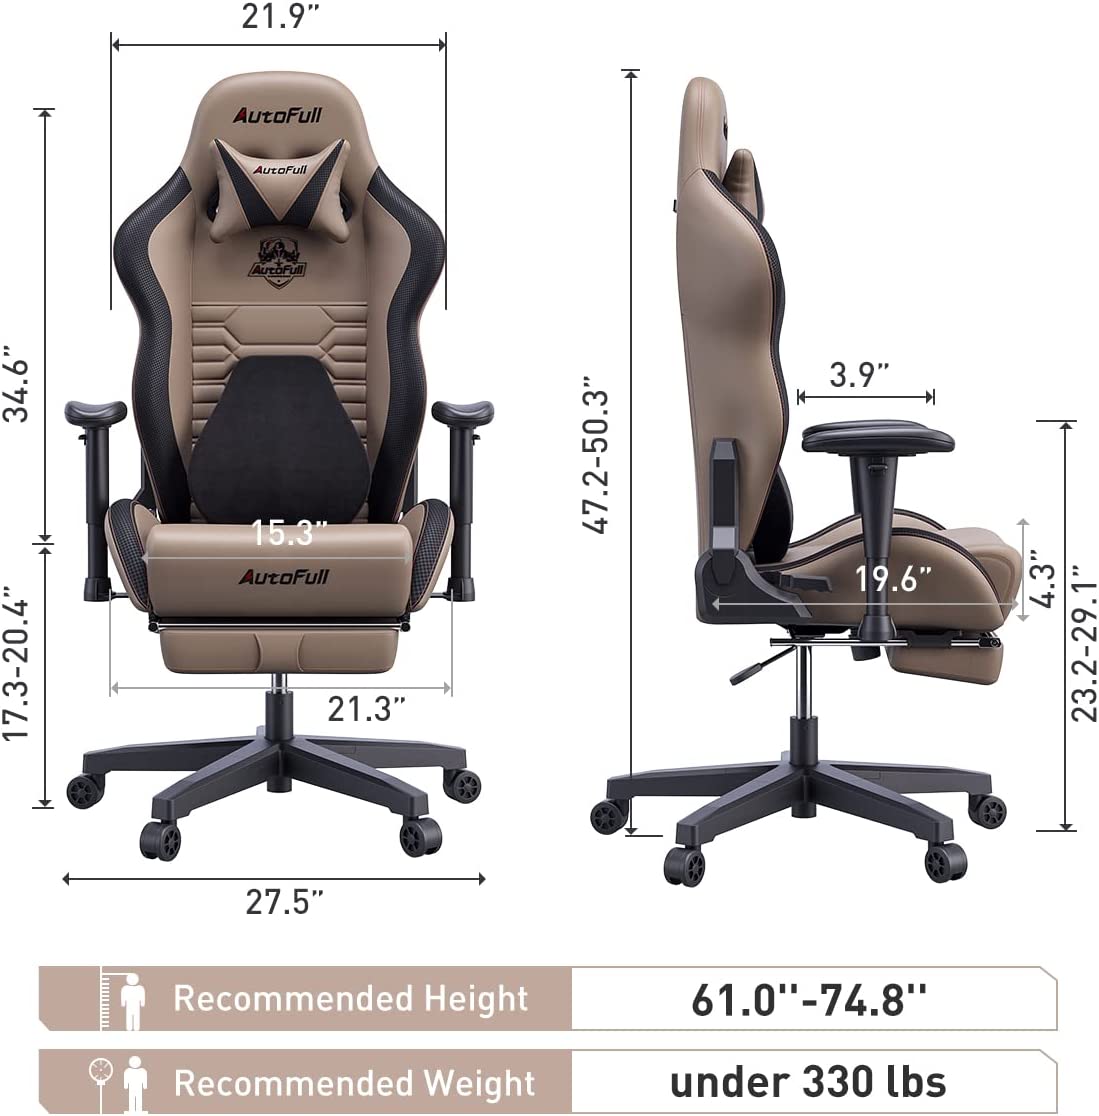 21.9”
AutoFull
AutoFull
AutoFull
34.6”
47.2-50.3”
3.9”
15.3”
AutoFull
19.6”
4.3”
17.3-20.4”
21.3”
23.2-29.1”
27.5”
Recommended Height 61.0''-74.8''
Recommended Weight under 330 lbs